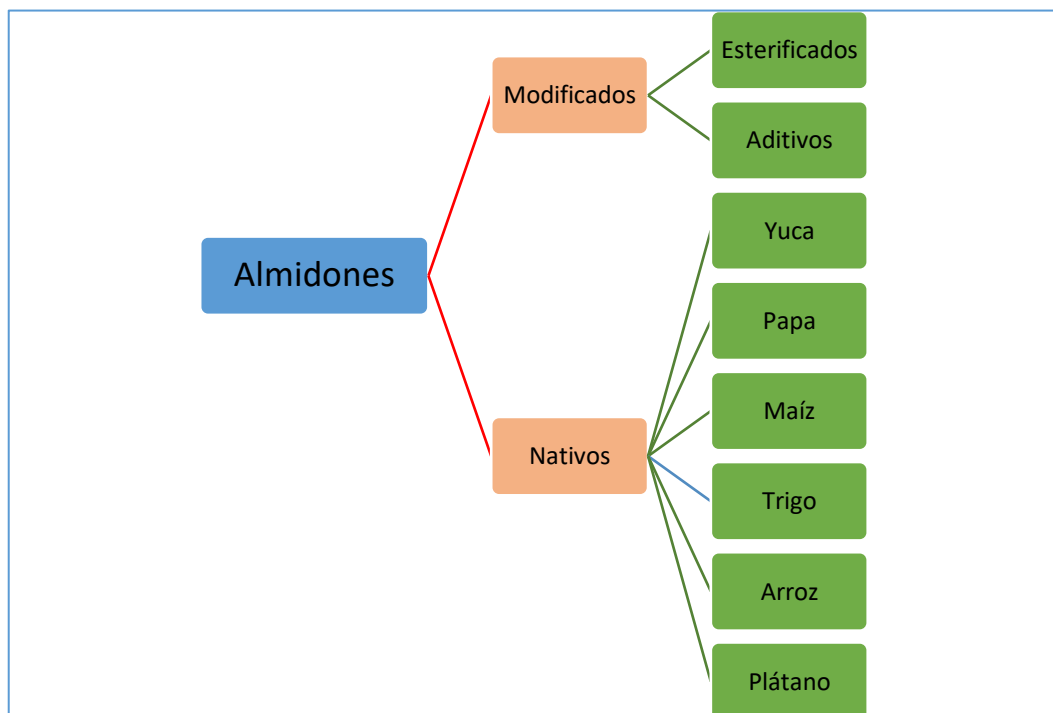 Almidones
Modificados
Esterificados
Aditivos
Nativos
Yuca
Papa
Maíz
Trigo
Arroz
Plátano